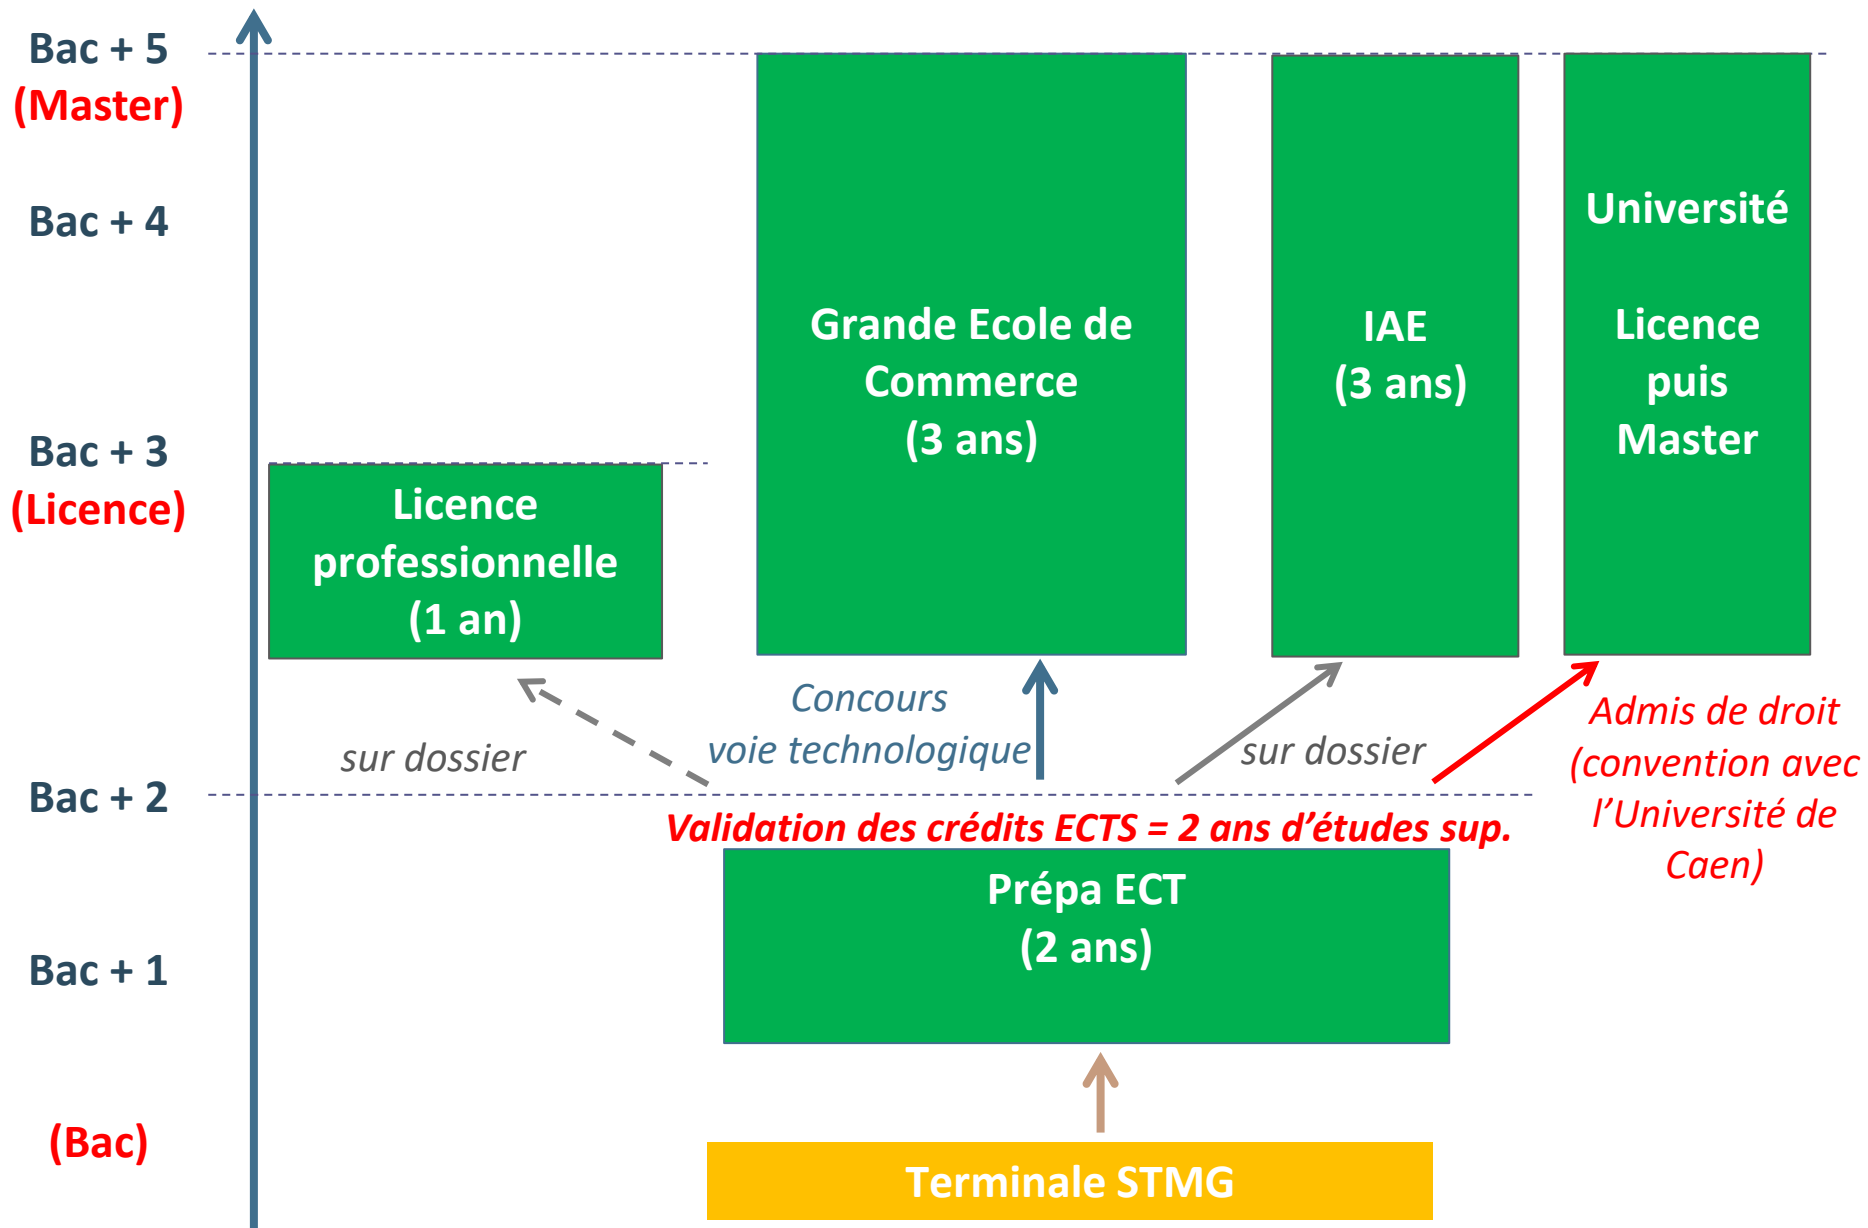 Bac + 5
(Master)
Bac + 4
Bac + 3
(Licence)
Bac + 2
Bac + 1
(Bac)
Grande Ecole de
Commerce
(3 ans)
IAE
(3 ans)
Université
Licence
puis
Master
Licence
professionnelle
(1 an)
sur dossier
Concours
voie technologique
sur dossier
Admis de droit
(convention avec
l’Université de
Caen)
Validation des crédits ECTS = 2 ans d’études sup.
Prépa ECT
(2 ans)
Terminale STMG